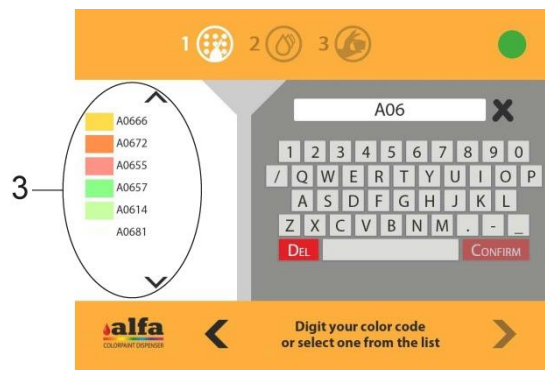 1 2 3
3
A0666
A0672
A0655
A0657
A0614
A0681
A06
1 2 3 4 5 6 7 8 9 0
/ Q W E R T Y U I O P
A S D F G H J K L
Z X C V B N M . - _
DEL CONFIRM
alfa
COLORPAINT DISPENSER
Digit your color code
or select one from the list